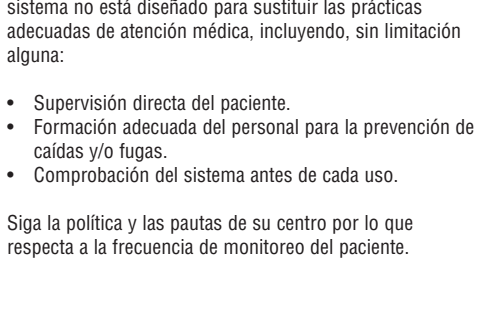 sistema no está diseñado para sustituir las prácticas
adecuadas de atención médica, incluyendo, sin limitación
alguna:
• Supervisión directa del paciente.
• Formación adecuada del personal para la prevención de
caídas y/o fugas.
• Comprobación del sistema antes de cada uso.
Siga la política y las pautas de su centro por lo que
respecta a la frecuencia de monitoreo del paciente.